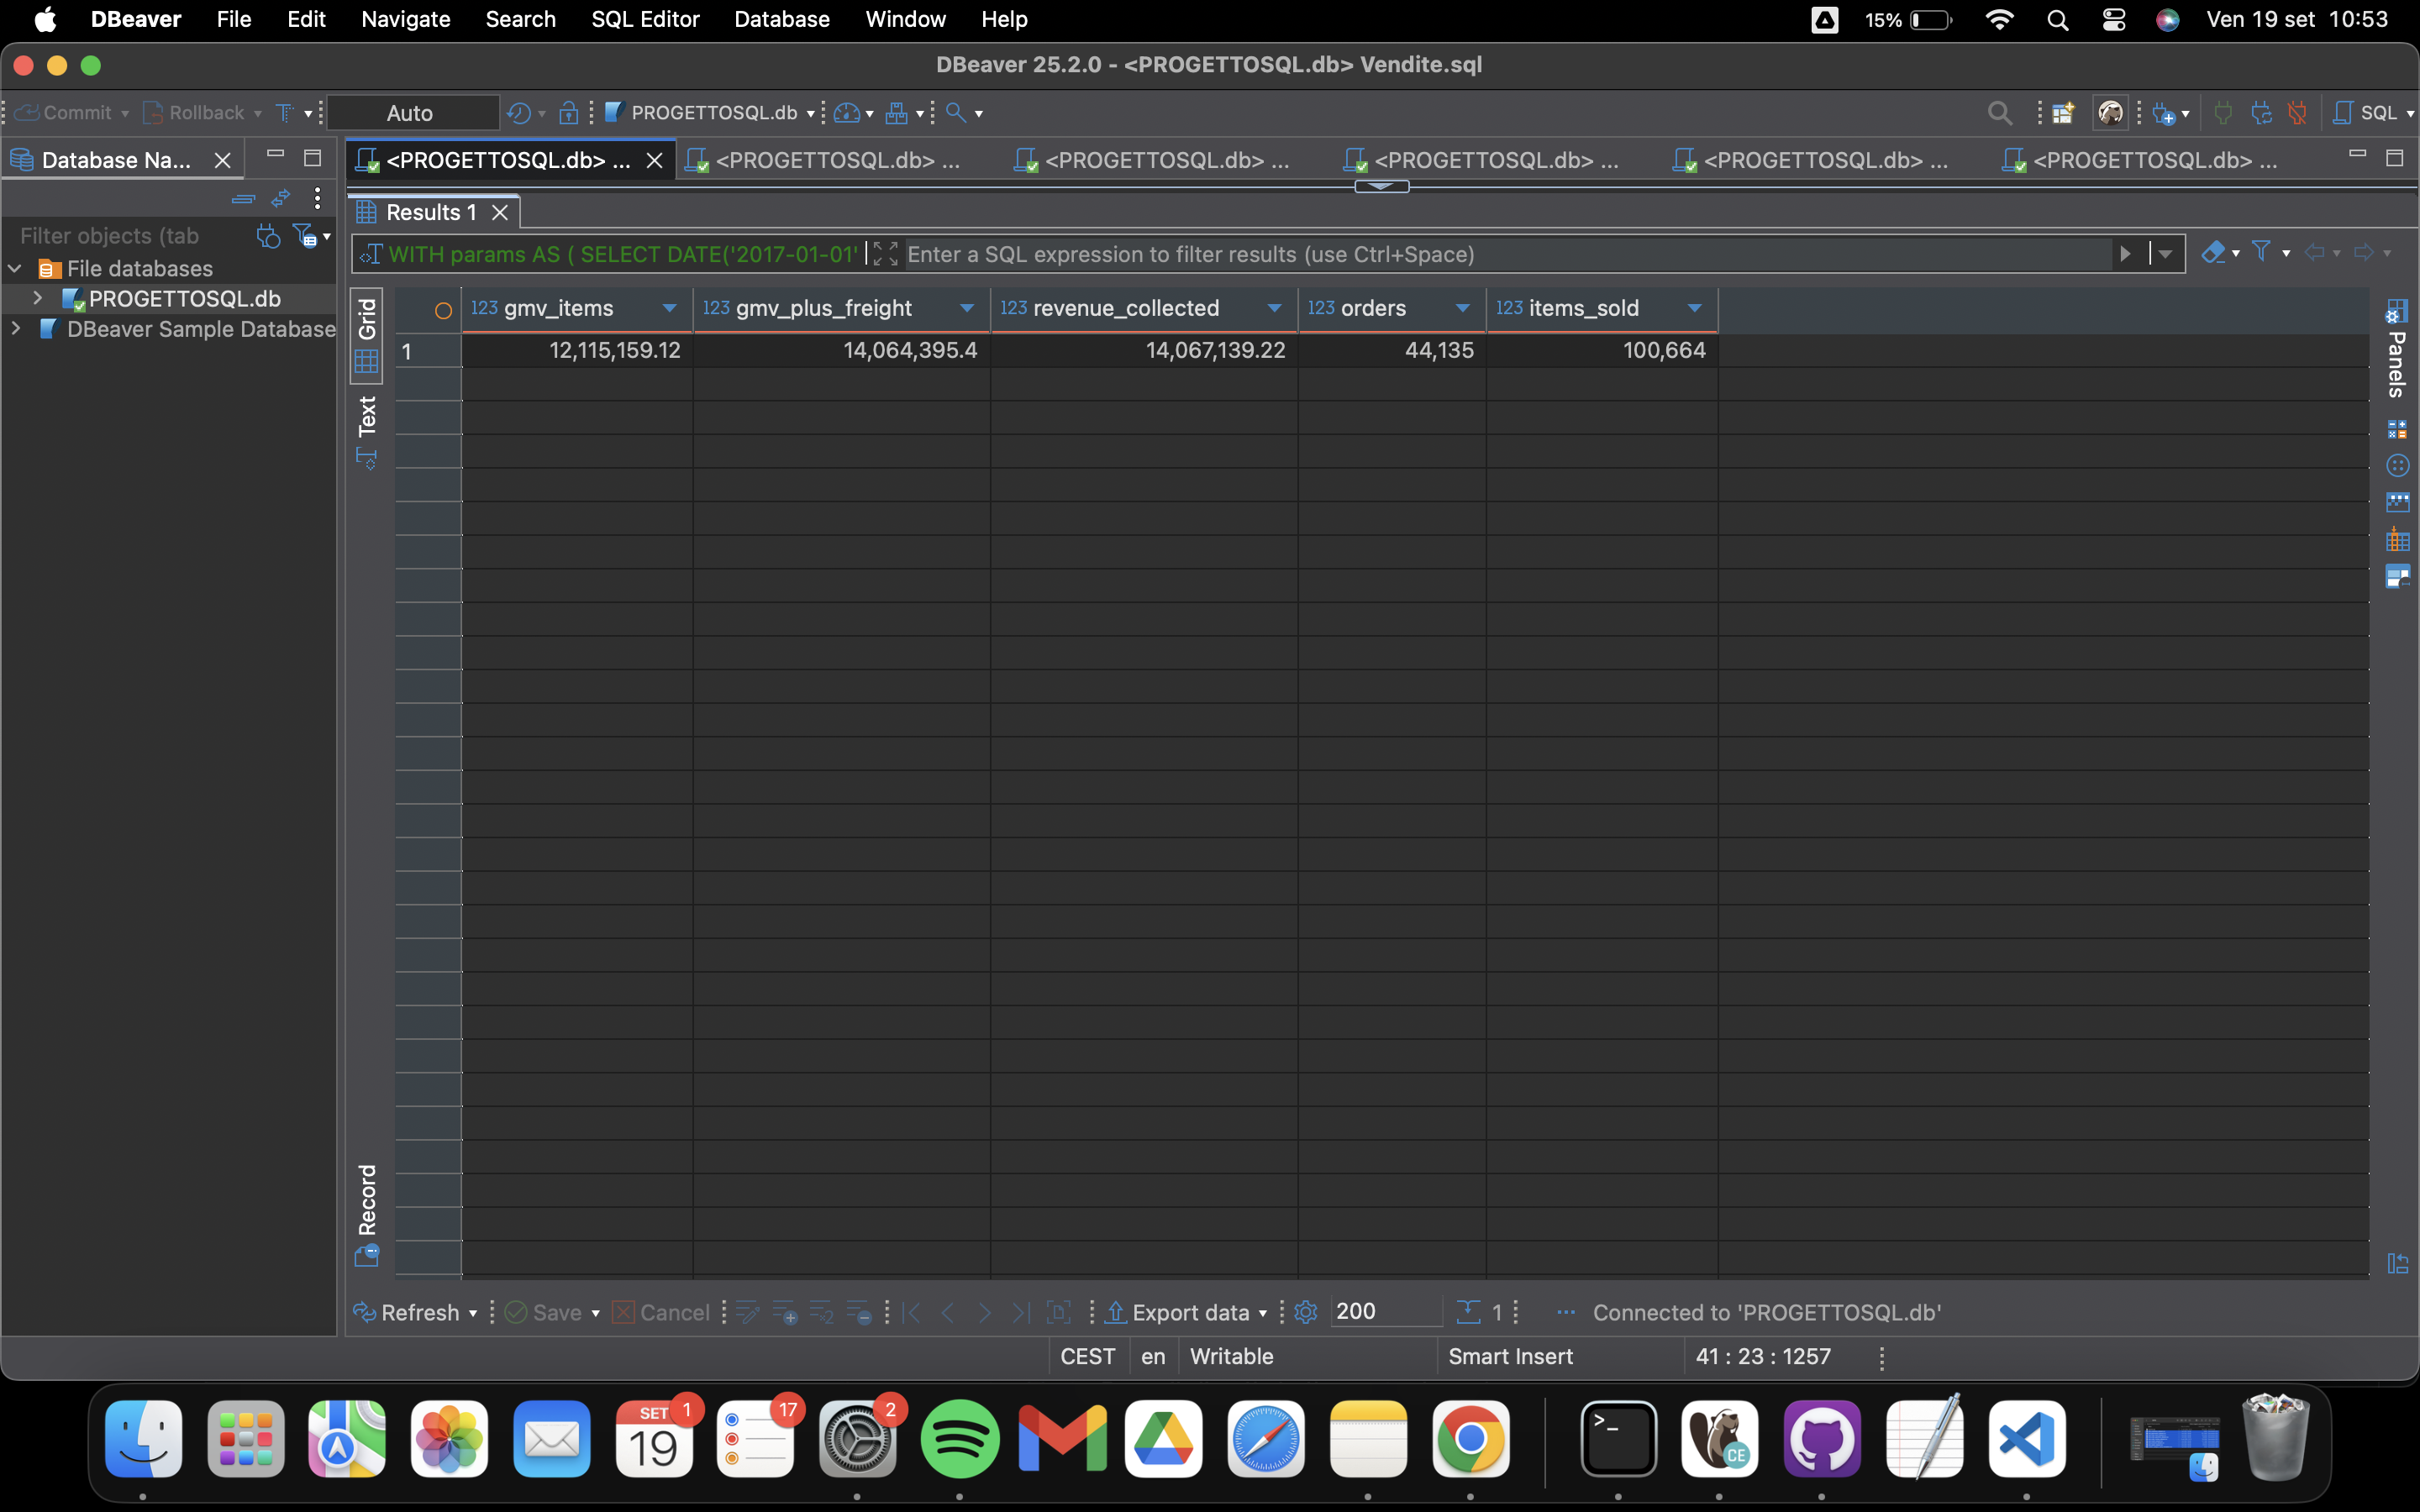 DBeaver File Edit Navigate Search SQL Editor Database Window Help 15% Ven 19 set 10:53
DBeaver 25.2.0 - <PROGETTOSQL.db> Vendite.sql
Commit Rollback Auto PROGETTOSQL.db SQL
Database Na... <PROGETTOSQL.db> ... <PROGETTOSQL.db> ... <PROGETTOSQL.db> ... <PROGETTOSQL.db> ... <PROGETTOSQL.db> ... <PROGETTOSQL.db> ...
Results 1
Filter objects (tab
WITH params AS ( SELECT DATE('2017-01-01' Enter a SQL expression to filter results (use Ctrl+Space)
File databases
PROGETTOSQL.db
DBeaver Sample Database
Grid
Text
Record
123 gmv_items 123 gmv_plus_freight 123 revenue_collected 123 orders 123 items_sold
1 12,115,159.12 14,064,395.4 14,067,139.22 44,135 100,664
Panels
Refresh Save Cancel Export data 200 1 ... Connected to 'PROGETTOSQL.db'
CEST en Writable Smart Insert 41 : 23 : 1257
SET 19 1 17 2
>_
CE